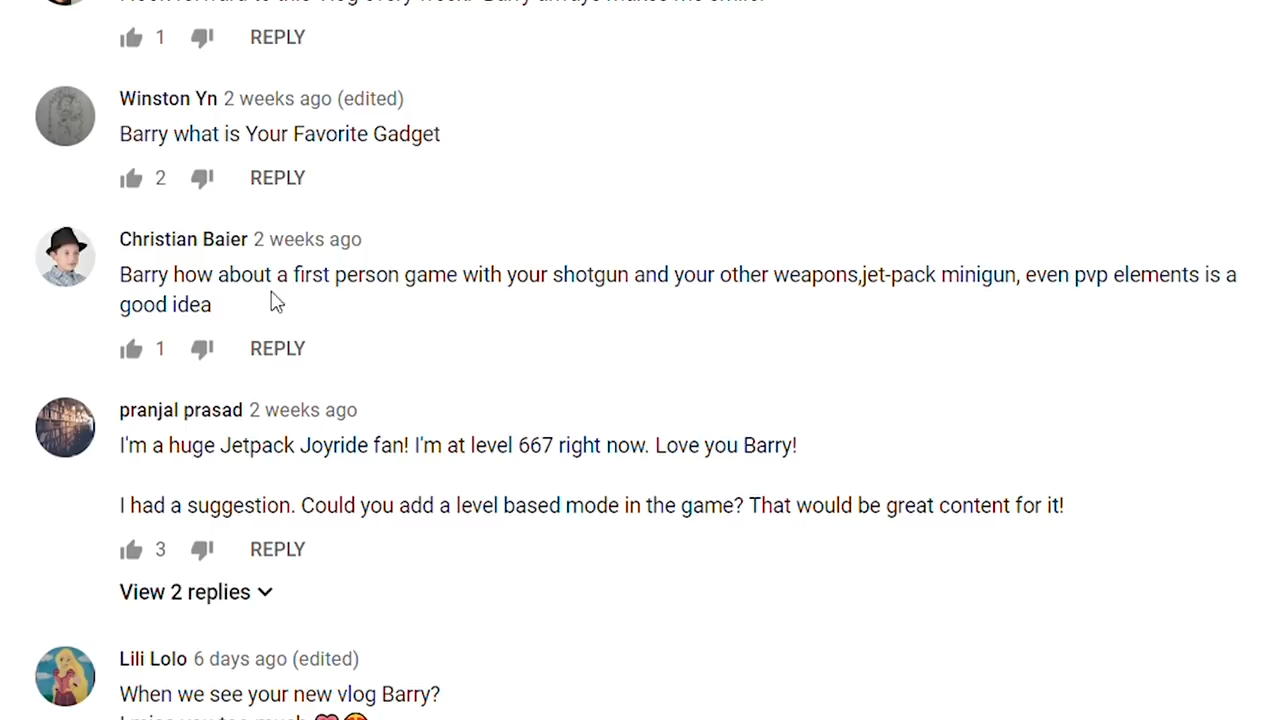 1 REPLY
Winston Yn 2 weeks ago (edited)
Barry what is Your Favorite Gadget
2 REPLY
Christian Baier 2 weeks ago
Barry how about a first person game with your shotgun and your other weapons,jet-pack minigun, even pvp elements is a
good idea
1 REPLY
pranjal prasad 2 weeks ago
I'm a huge Jetpack Joyride fan! I'm at level 667 right now. Love you Barry!
I had a suggestion. Could you add a level based mode in the game? That would be great content for it!
3 REPLY
View 2 replies
Lili Lolo 6 days ago (edited)
When we see your new vlog Barry?